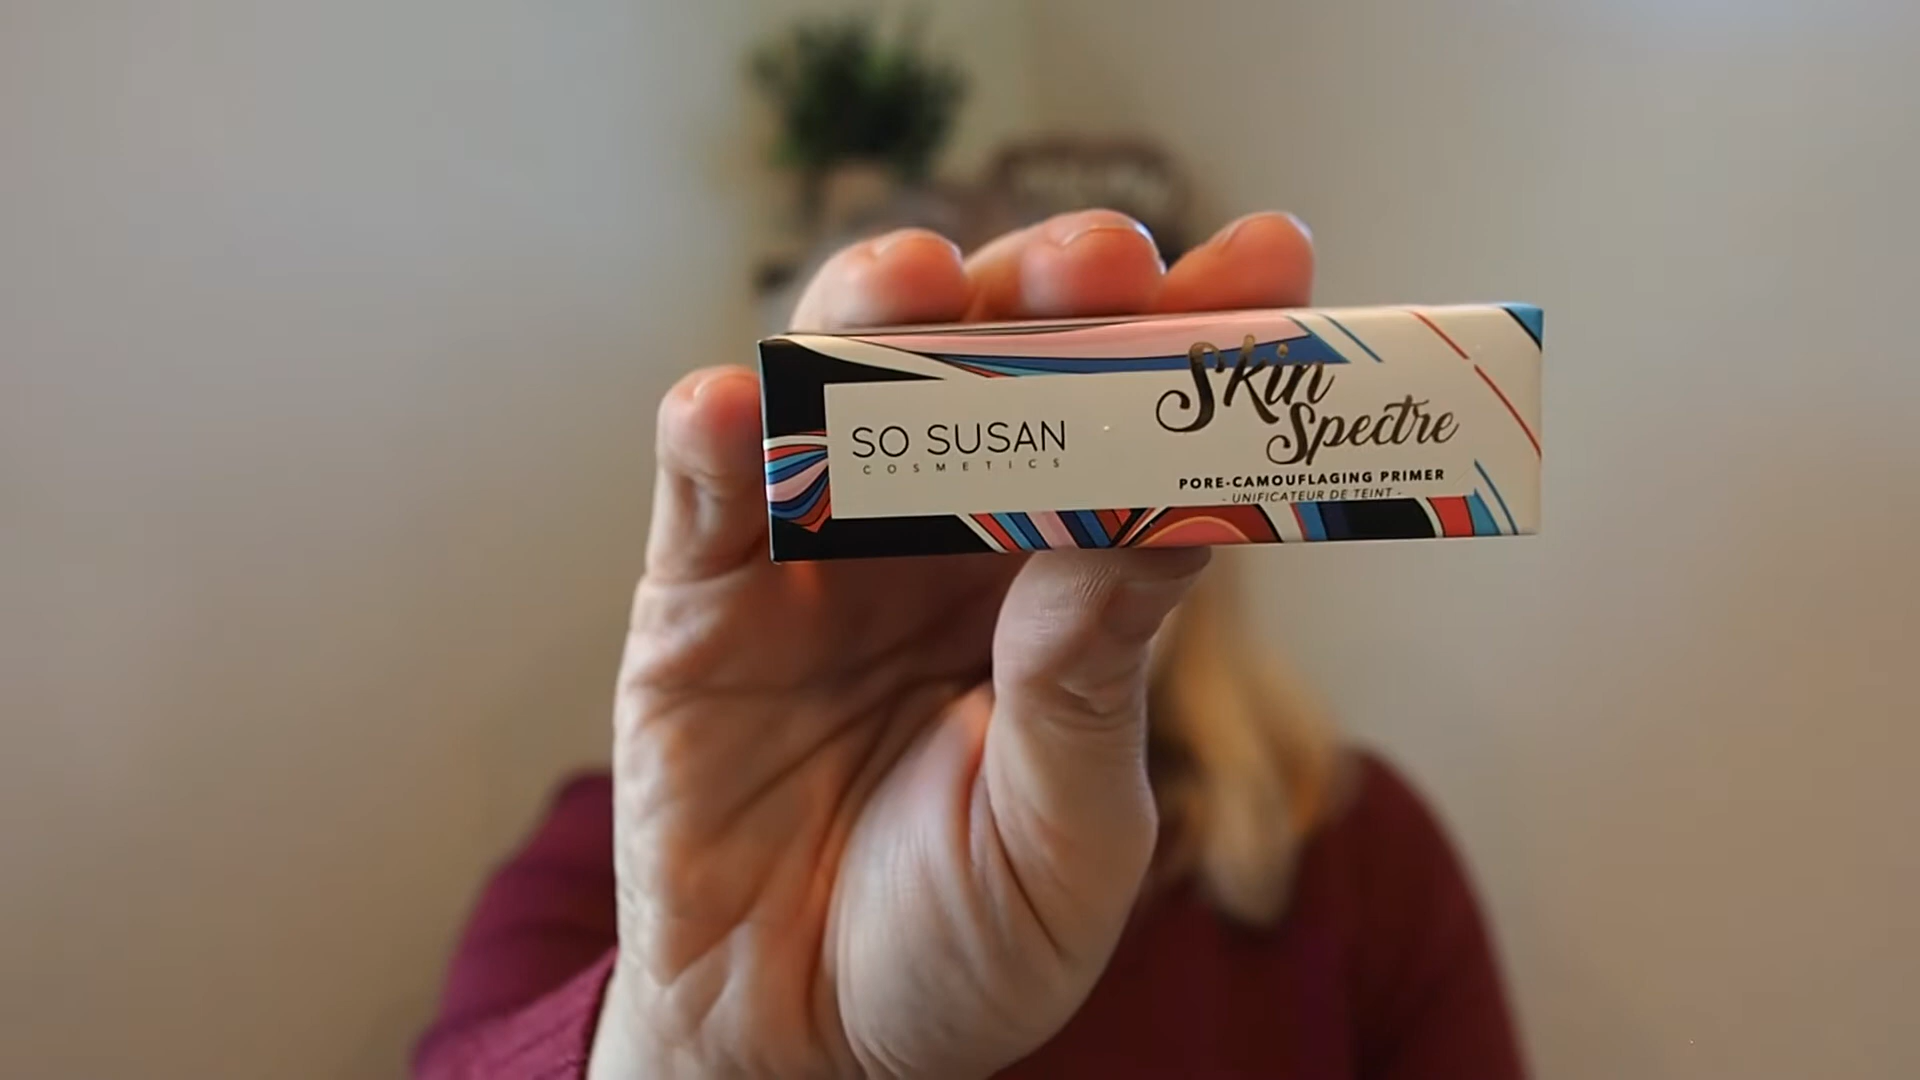 SO SUSAN
COSMETICS
Skin
Spectre
PORE-CAMOUFLAGING PRIMER
- UNIFICATEUR DE TEINT -